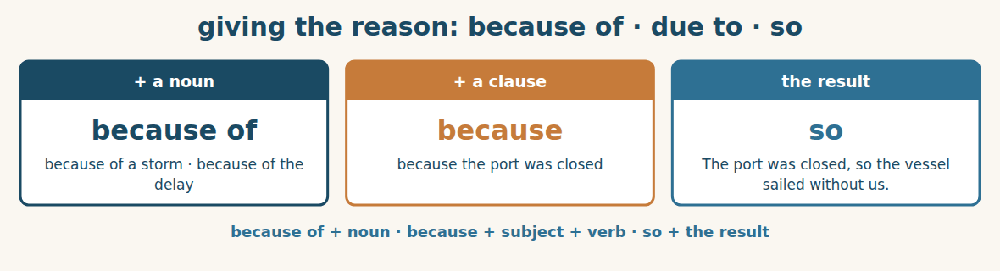 giving the reason: because of · due to · so
+ a noun
because of
because of a storm · because of the
delay
+ a clause
because
because the port was closed
the result
so
The port was closed, so the vessel
sailed without us.
because of + noun · because + subject + verb · so + the result